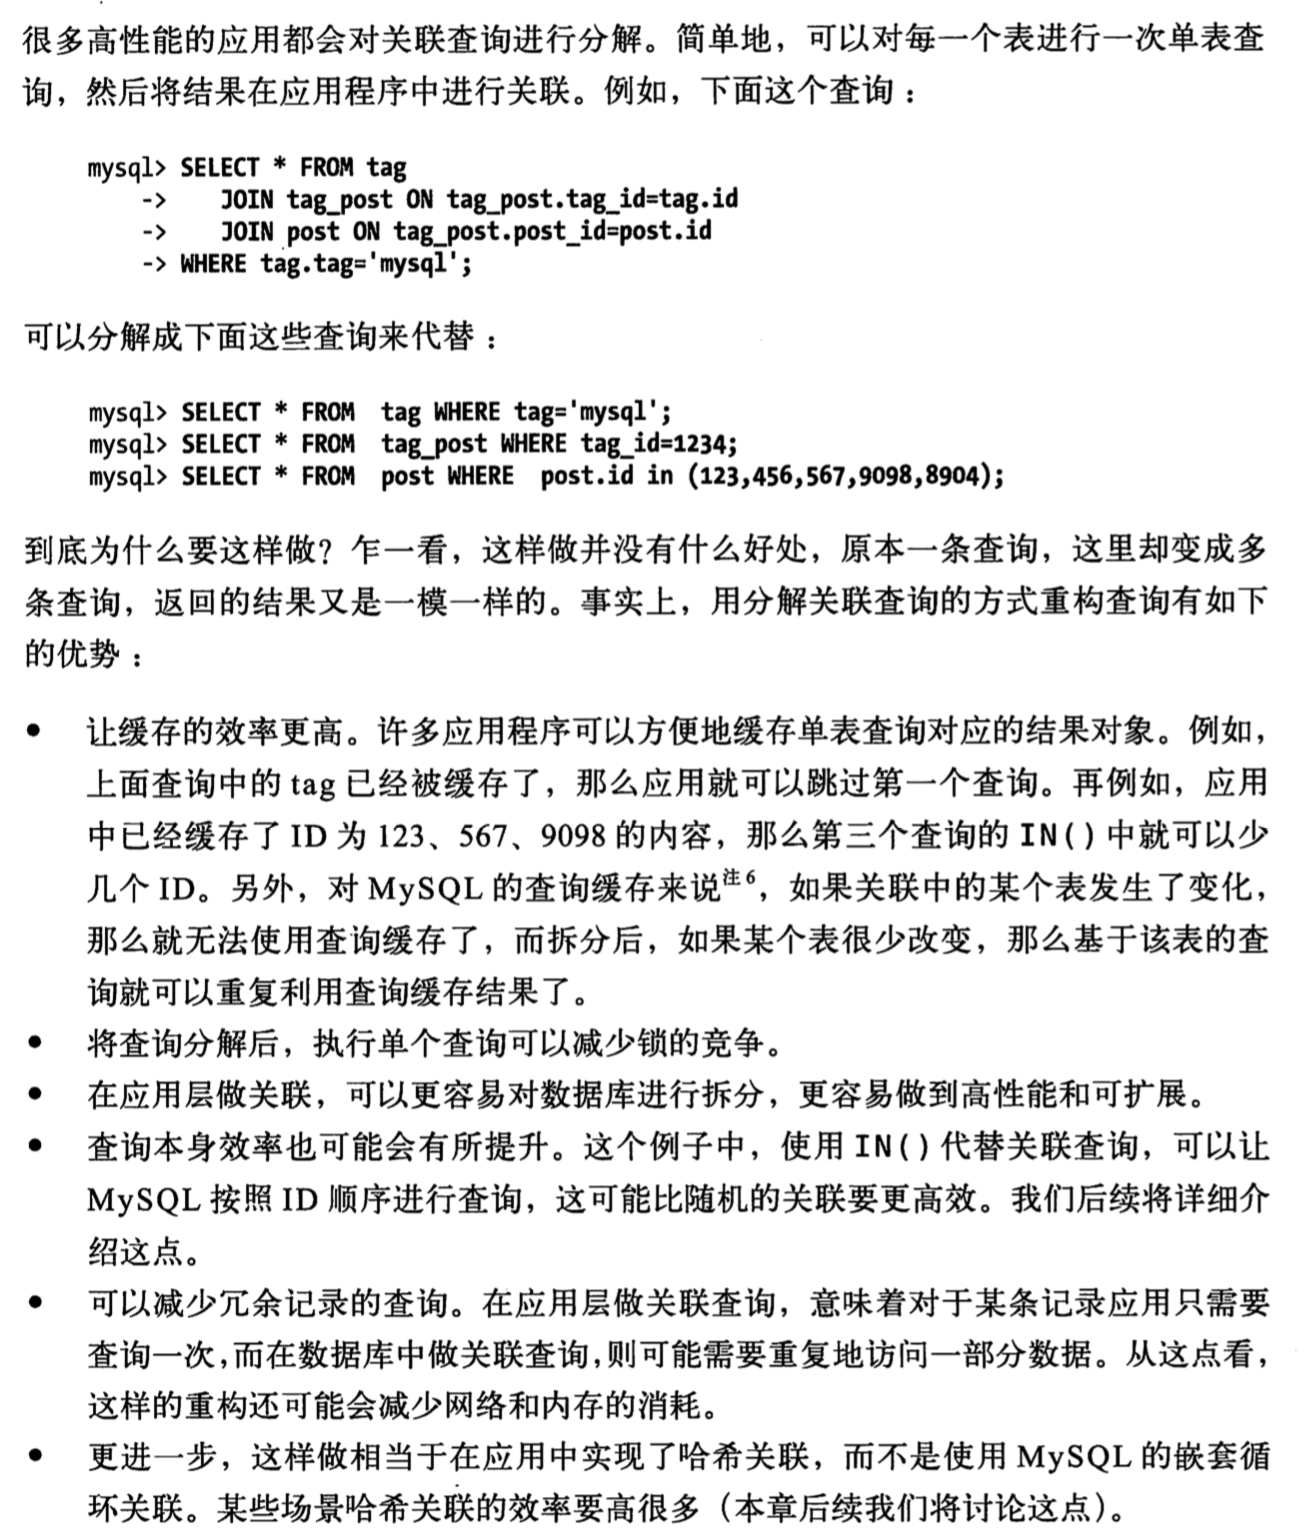 很多高性能的应用都会对关联查询进行分解。简单地，可以对每一个表进行一次单表查
询，然后将结果在应用程序中进行关联。例如，下面这个查询：
mysql> SELECT * FROM tag
-> JOIN tag_post ON tag_post.tag_id=tag.id
-> JOIN post ON tag_post.post_id=post.id
-> WHERE tag.tag='mysql';
可以分解成下面这些查询来代替：
mysql> SELECT * FROM tag WHERE tag='mysql';
mysql> SELECT * FROM tag_post WHERE tag_id=1234;
mysql> SELECT * FROM post WHERE post.id in (123,456,567,9098,8904);
到底为什么要这样做？乍一看，这样做并没有什么好处，原本一条查询，这里却变成多
条查询，返回的结果又是一模一样的。事实上，用分解关联查询的方式重构查询有如下
的优势：
● 让缓存的效率更高。许多应用程序可以方便地缓存单表查询对应的结果对象。例如，
上面查询中的 tag 已经被缓存了，那么应用就可以跳过第一个查询。再例如，应用
中已经缓存了 ID 为 123、567、9098 的内容，那么第三个查询的 IN() 中就可以少
几个 ID。另外，对 MySQL 的查询缓存来说注6，如果关联中的某个表发生了变化，
那么就无法使用查询缓存了，而拆分后，如果某个表很少改变，那么基于该表的查
询就可以重复利用查询缓存结果了。
● 将查询分解后，执行单个查询可以减少锁的竞争。
● 在应用层做关联，可以更容易对数据库进行拆分，更容易做到高性能和可扩展。
● 查询本身效率也可能会有所提升。这个例子中，使用 IN() 代替关联查询，可以让
MySQL 按照 ID 顺序进行查询，这可能比随机的关联要更高效。我们后续将详细介
绍这点。
● 可以减少冗余记录的查询。在应用层做关联查询，意味着对于某条记录应用只需要
查询一次，而在数据库中做关联查询，则可能需要重复地访问一部分数据。从这点看，
这样的重构还可能会减少网络和内存的消耗。
● 更进一步，这样做相当于在应用中实现了哈希关联，而不是使用 MySQL 的嵌套循
环关联。某些场景哈希关联的效率要高很多（本章后续我们将讨论这点）。